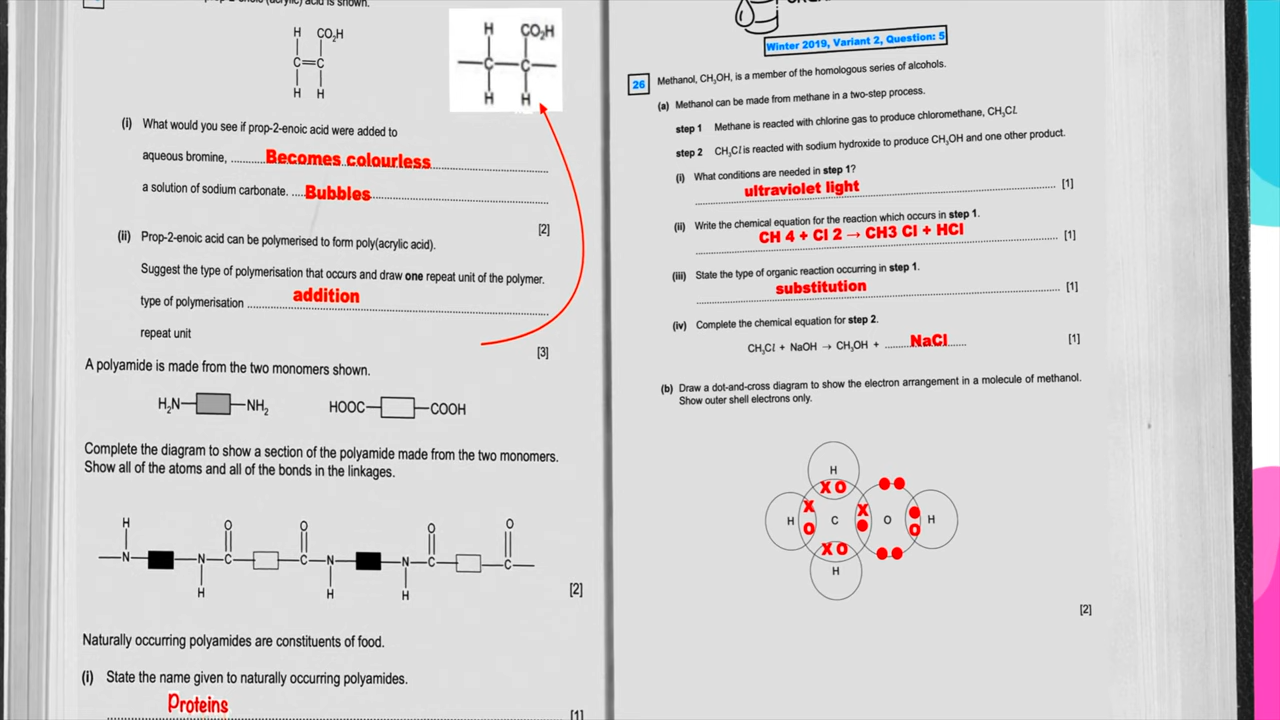 H CO₂H
C=C
H H
H CO₂H
C C
H H
(i) What would you see if prop-2-enoic acid were added to
aqueous bromine, Becomes colourless
a solution of sodium carbonate. Bubbles
[2]
(ii) Prop-2-enoic acid can be polymerised to form poly(acrylic acid).
Suggest the type of polymerisation that occurs and draw one repeat unit of the polymer.
type of polymerisation addition
repeat unit
[3]
A polyamide is made from the two monomers shown.
H₂N NH₂ HOOC COOH
Complete the diagram to show a section of the polyamide made from the two monomers.
Show all of the atoms and all of the bonds in the linkages.
H O O O O
N N C C N N C C
H H H
[2]
Naturally occurring polyamides are constituents of food.
(i) State the name given to naturally occurring polyamides.
Proteins
[1]
Winter 2019, Variant 2, Question: 5
26 Methanol, CH₃OH, is a member of the homologous series of alcohols.
(a) Methanol can be made from methane in a two-step process.
step 1 Methane is reacted with chlorine gas to produce chloromethane, CH₃Cl.
step 2 CH₃Cl is reacted with sodium hydroxide to produce CH₃OH and one other product.
(i) What conditions are needed in step 1?
ultraviolet light [1]
(ii) Write the chemical equation for the reaction which occurs in step 1.
CH 4 + Cl 2 → CH3 Cl + HCl [1]
(iii) State the type of organic reaction occurring in step 1.
substitution [1]
(iv) Complete the chemical equation for step 2.
CH₃Cl + NaOH → CH₃OH + NaCl [1]
(b) Draw a dot-and-cross diagram to show the electron arrangement in a molecule of methanol.
Show outer shell electrons only.
H
X O
X X
H C O H
O O
X O
H
[2]